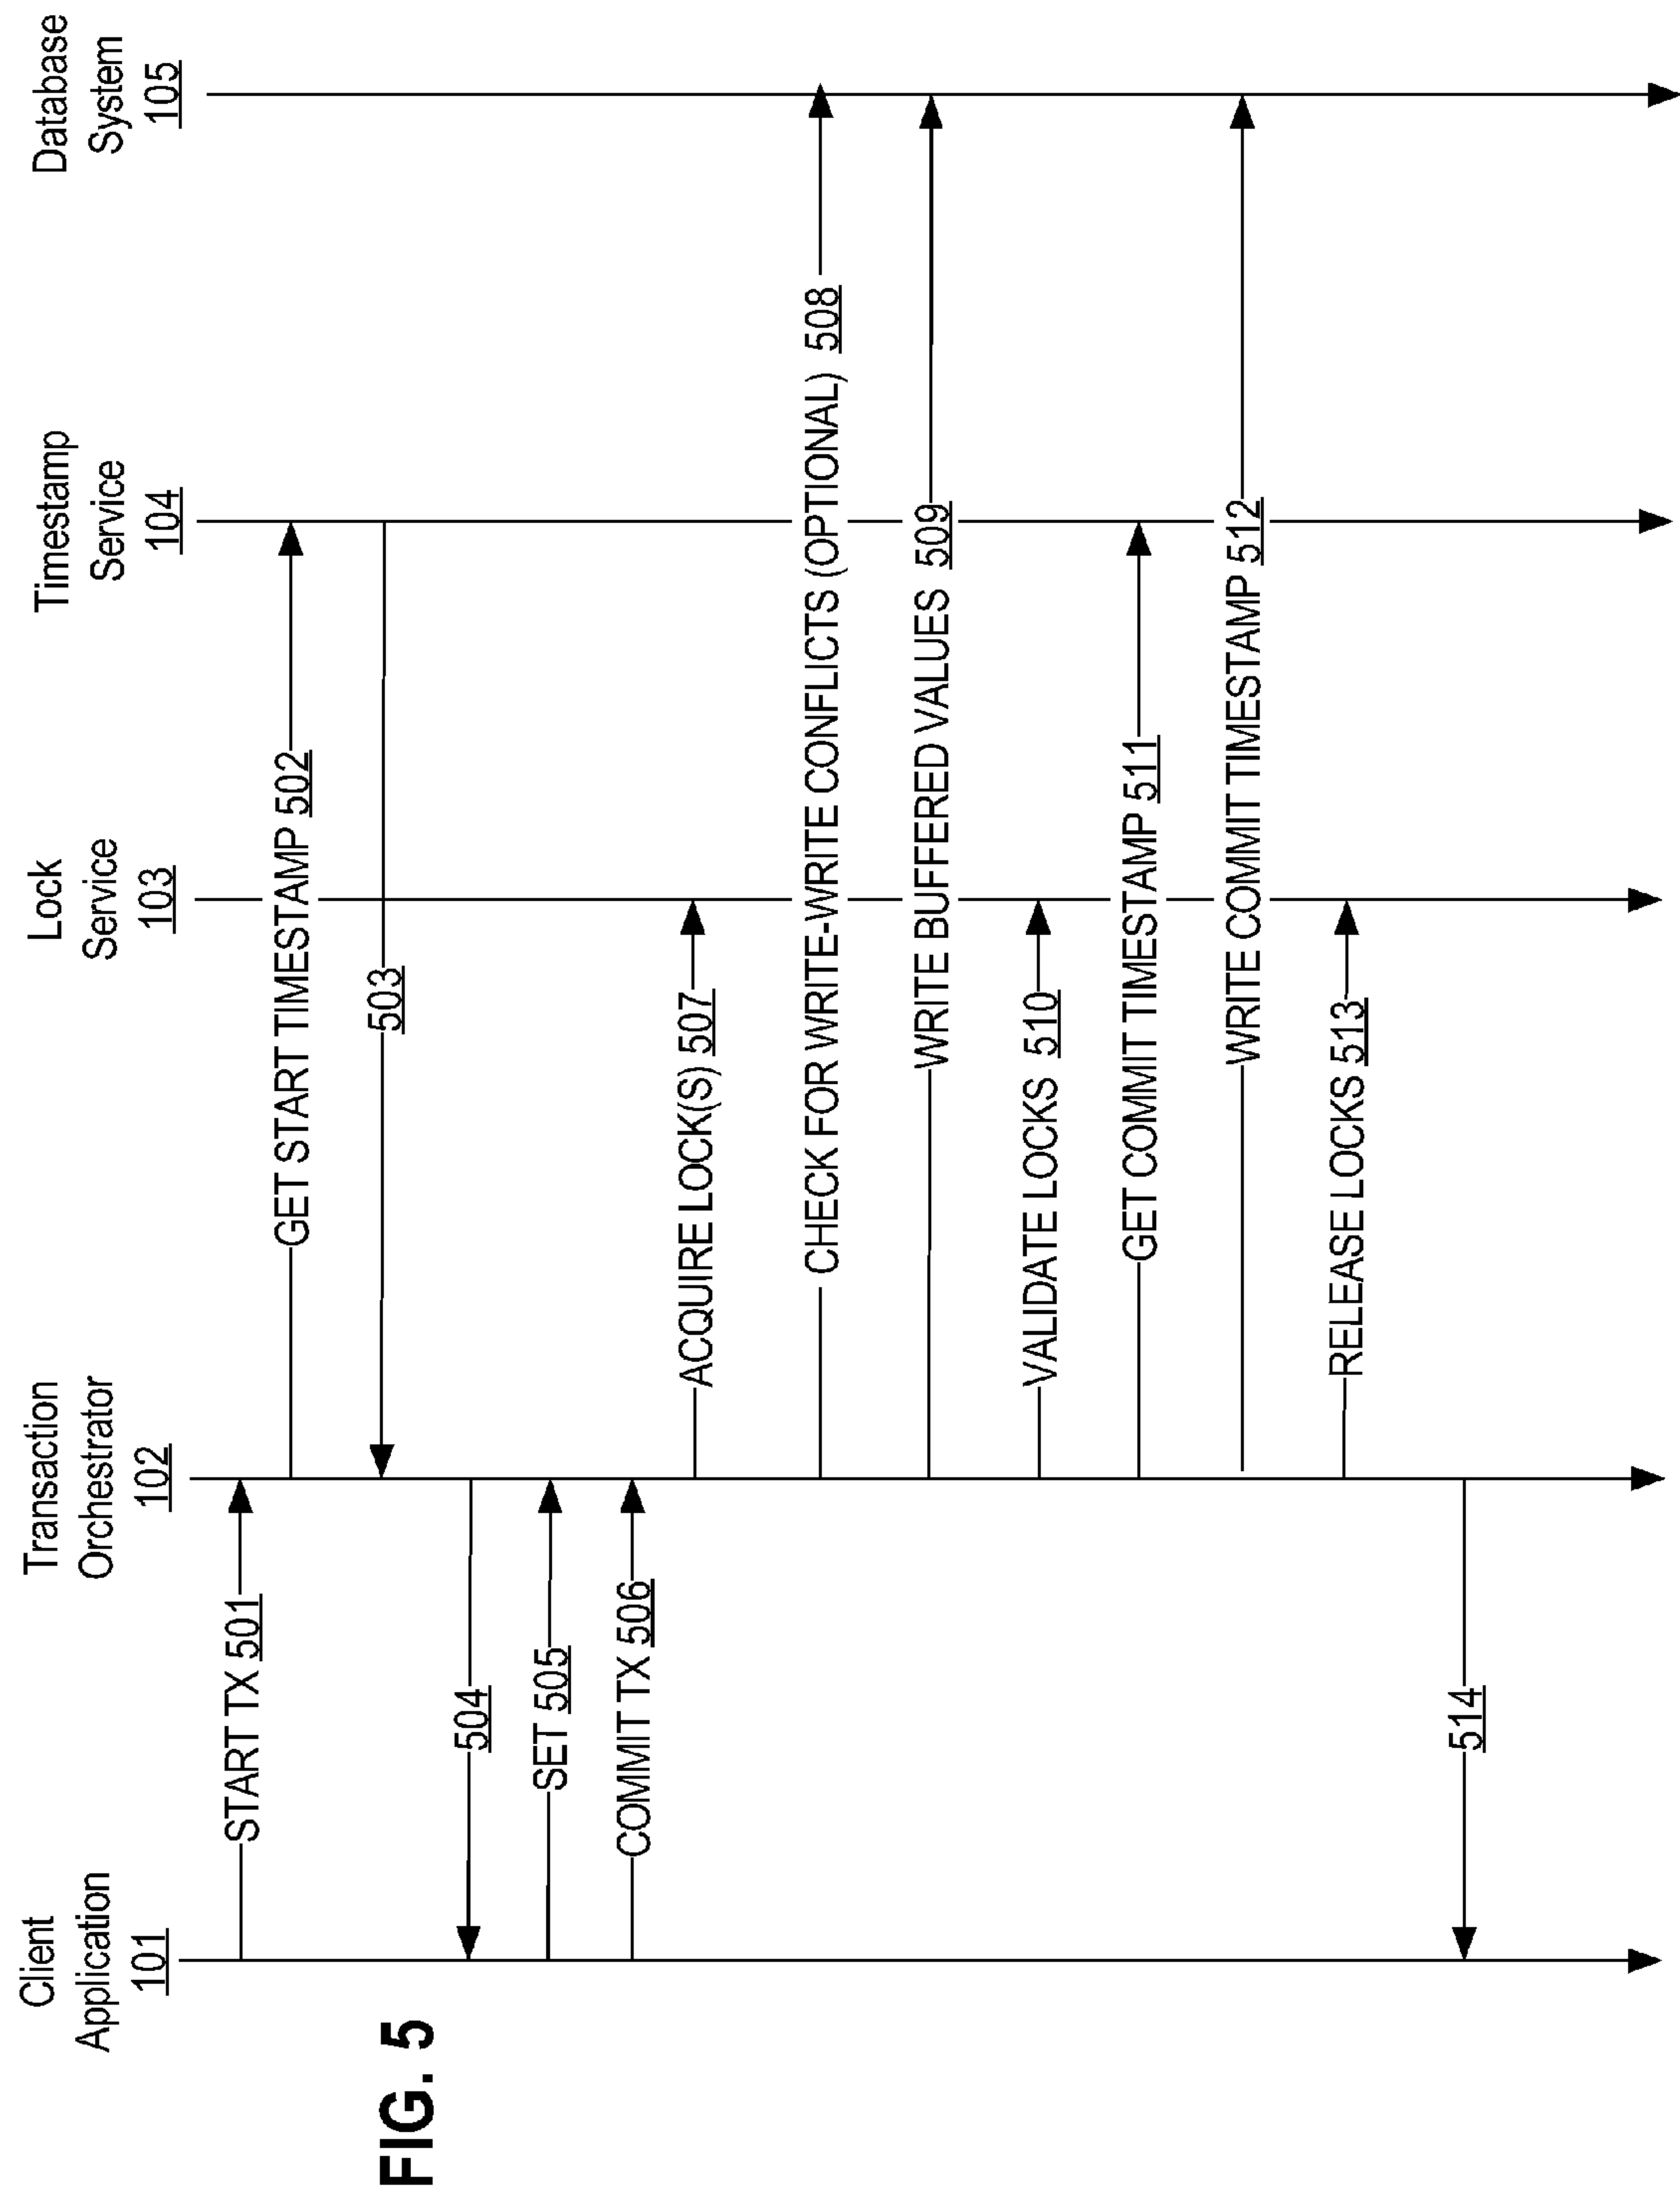 Client
Application
101
Transaction
Orchestrator
102
Lock
Service
103
Timestamp
Service
104
Database
System
105
START TX 501
GET START TIMESTAMP 502
503
504
SET 505
COMMIT TX 506
ACQUIRE LOCK(S) 507
CHECK FOR WRITE-WRITE CONFLICTS (OPTIONAL) 508
WRITE BUFFERED VALUES 509
VALIDATE LOCKS 510
GET COMMIT TIMESTAMP 511
WRITE COMMIT TIMESTAMP 512
RELEASE LOCKS 513
514
FIG. 5